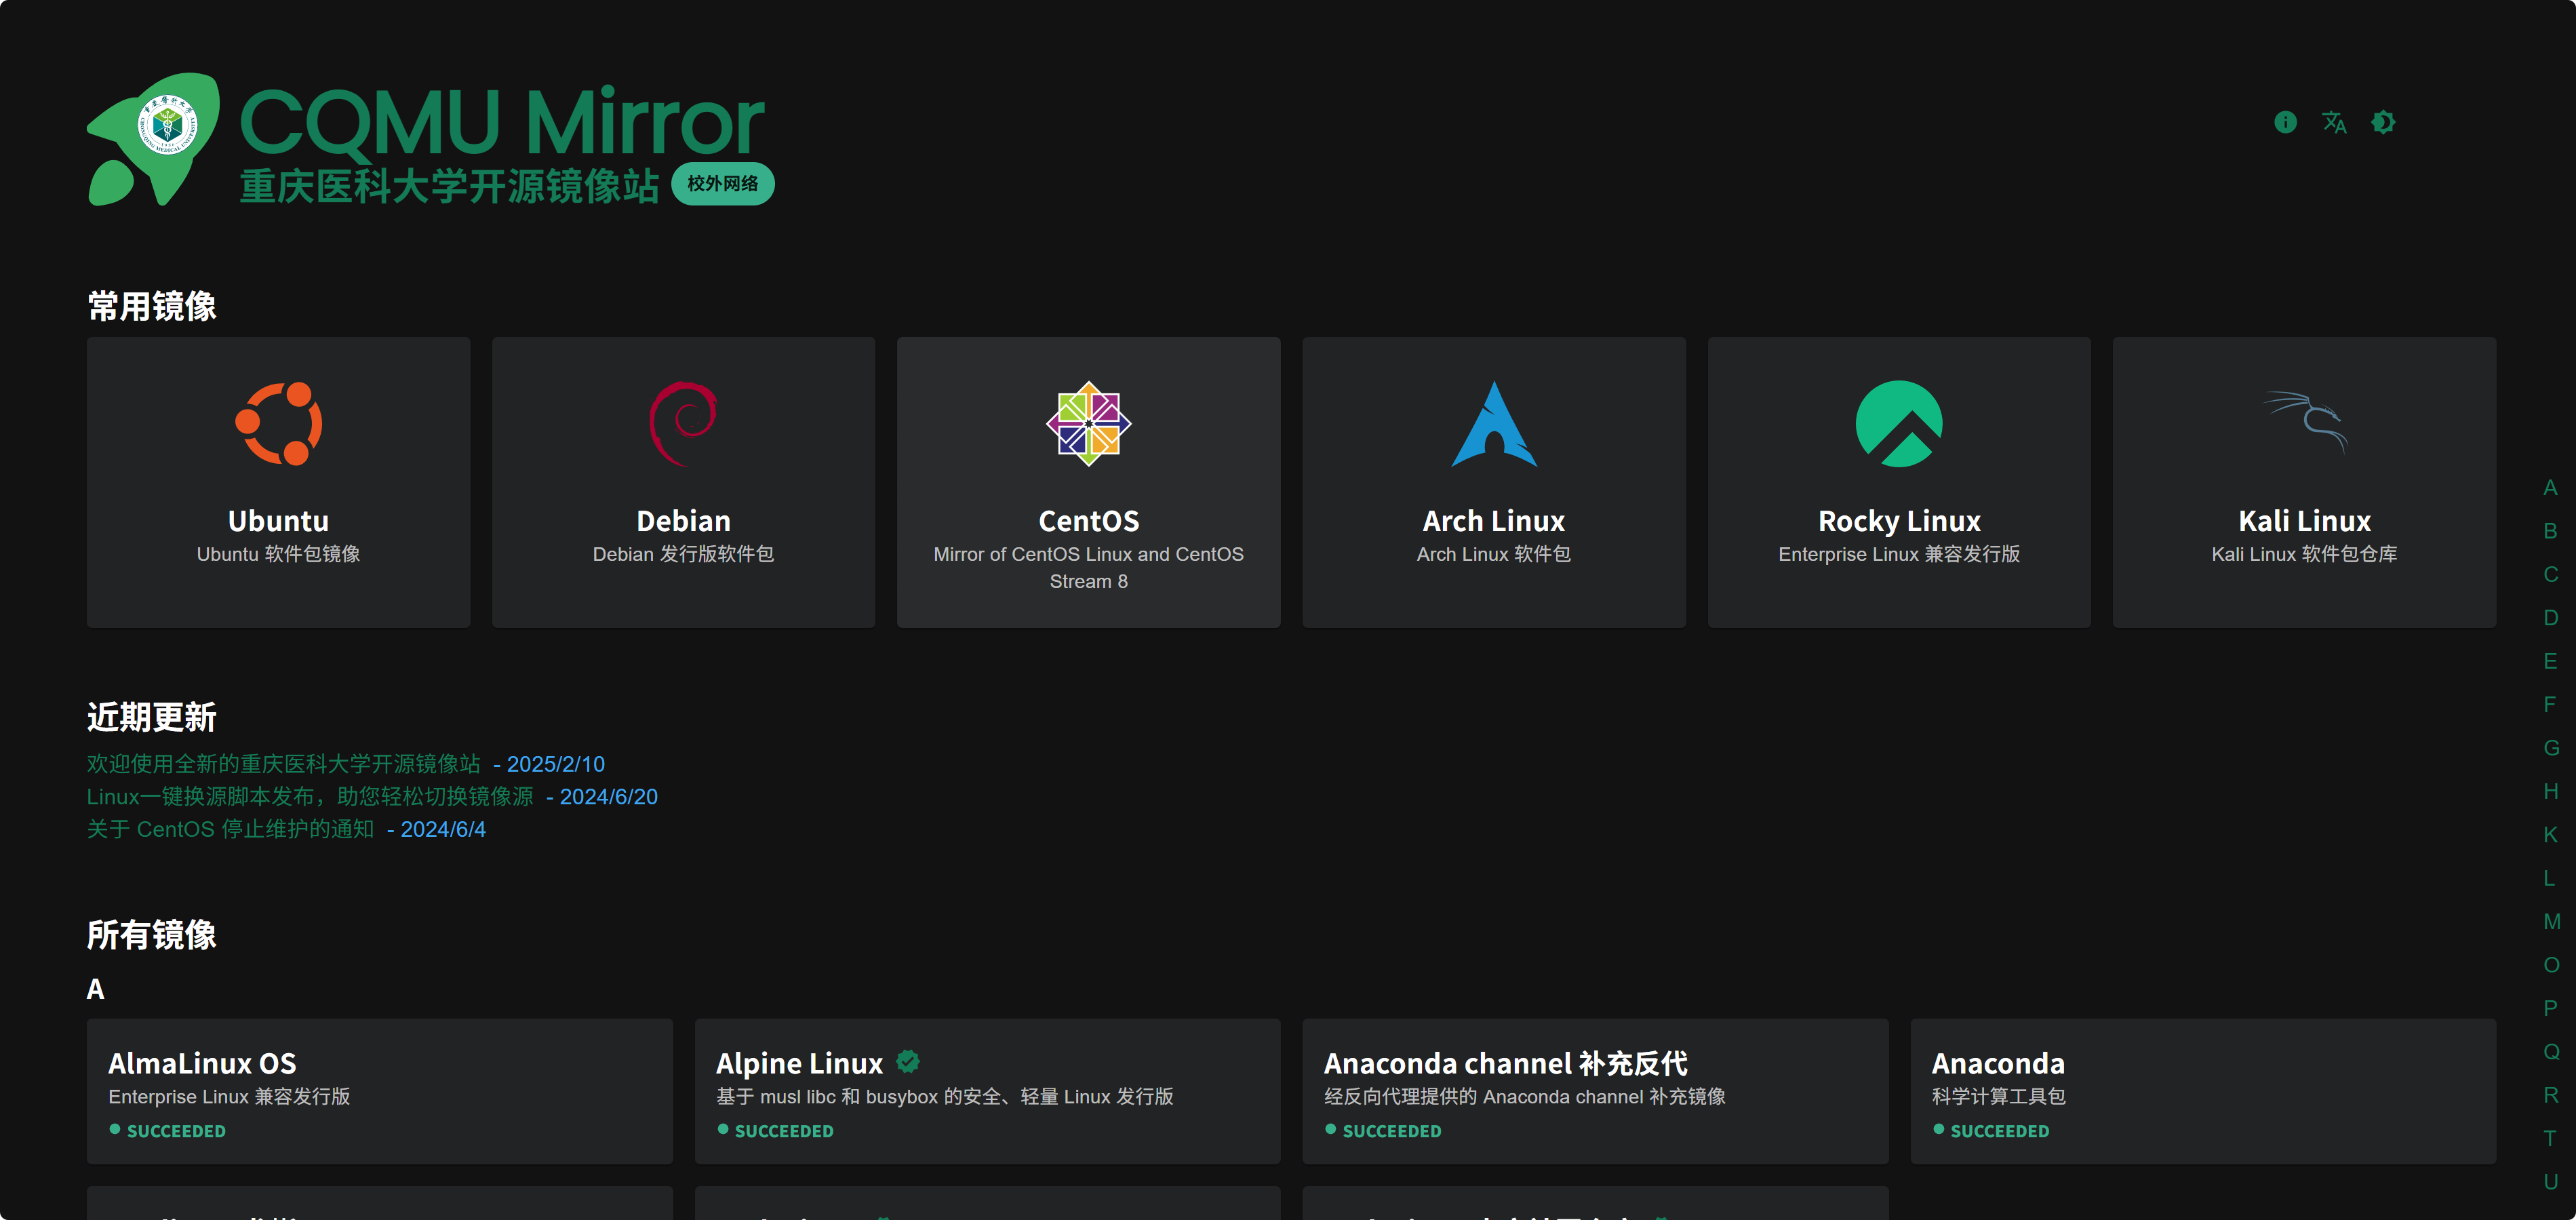 CQMU Mirror
重庆医科大学开源镜像站 校外网络
常用镜像
Ubuntu
Ubuntu 软件包镜像
Debian
Debian 发行版软件包
CentOS
Mirror of CentOS Linux and CentOS
Stream 8
Arch Linux
Arch Linux 软件包
Rocky Linux
Enterprise Linux 兼容发行版
Kali Linux
Kali Linux 软件包仓库
近期更新
欢迎使用全新的重庆医科大学开源镜像站 - 2025/2/10
Linux一键换源脚本发布，助您轻松切换镜像源 - 2024/6/20
关于 CentOS 停止维护的通知 - 2024/6/4
所有镜像
A
AlmaLinux OS
Enterprise Linux 兼容发行版
SUCCEEDED
Alpine Linux
基于 musl libc 和 busybox 的安全、轻量 Linux 发行版
SUCCEEDED
Anaconda channel 补充反代
经反向代理提供的 Anaconda channel 补充镜像
SUCCEEDED
Anaconda
科学计算工具包
SUCCEEDED
A
B
C
D
E
F
G
H
K
L
M
O
P
Q
R
T
U